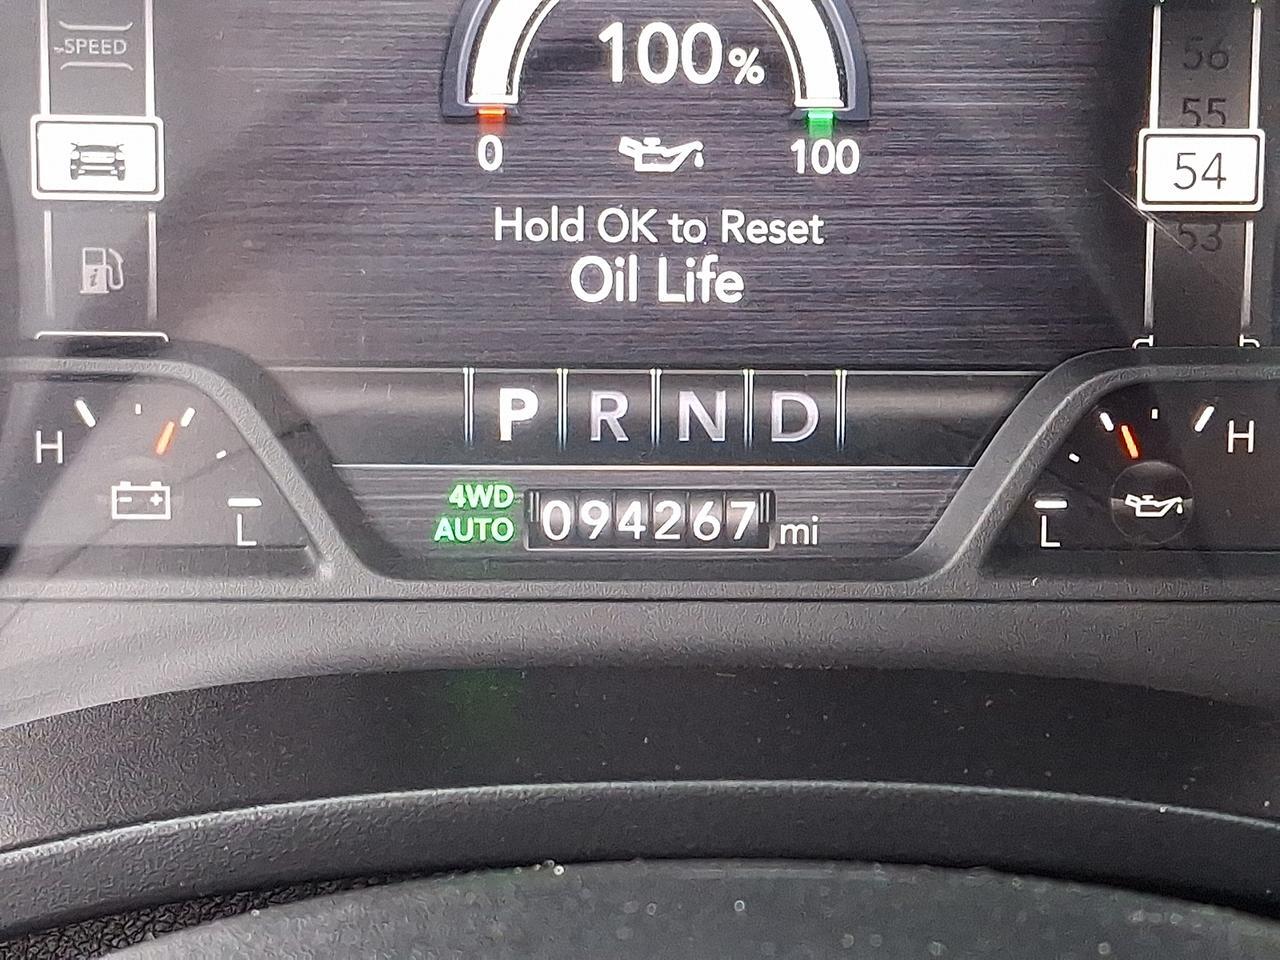 SPEED
100%
0 100
56
55
54
53
Hold OK to Reset
Oil Life
P R N D
4WD
AUTO
094267 mi
H
L
H
L